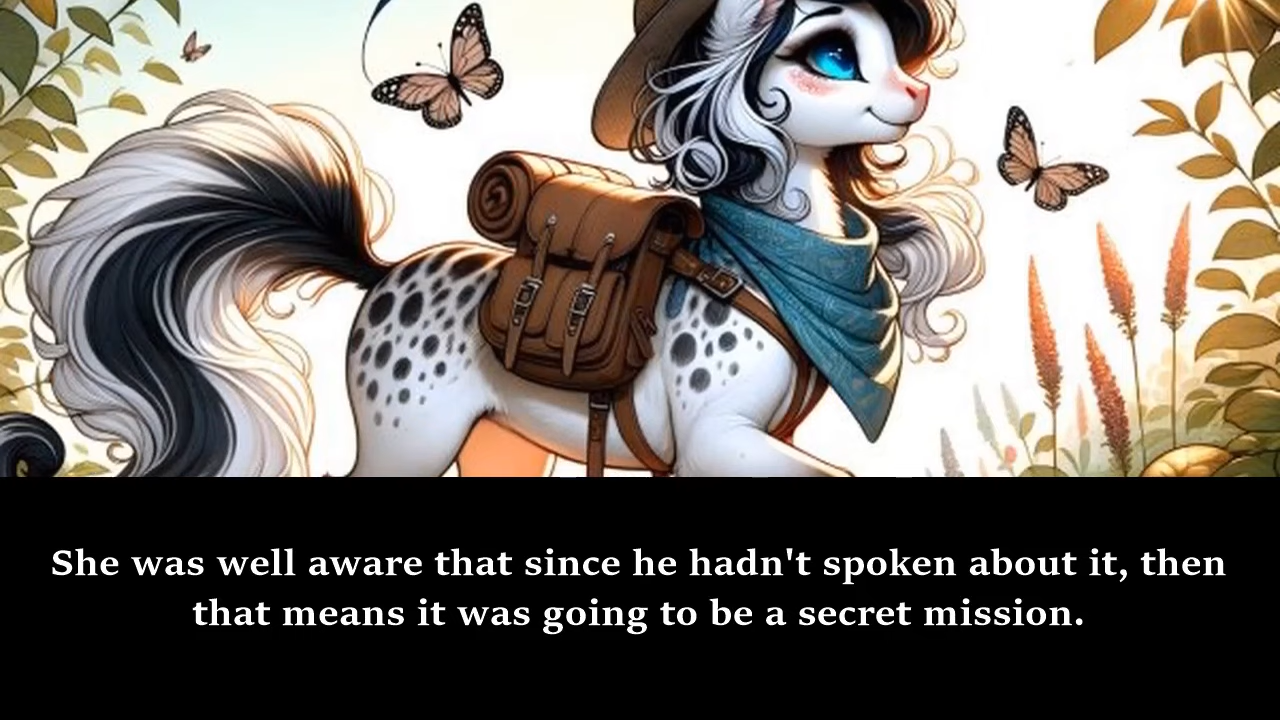 She was well aware that since he hadn't spoken about it, then
that means it was going to be a secret mission.